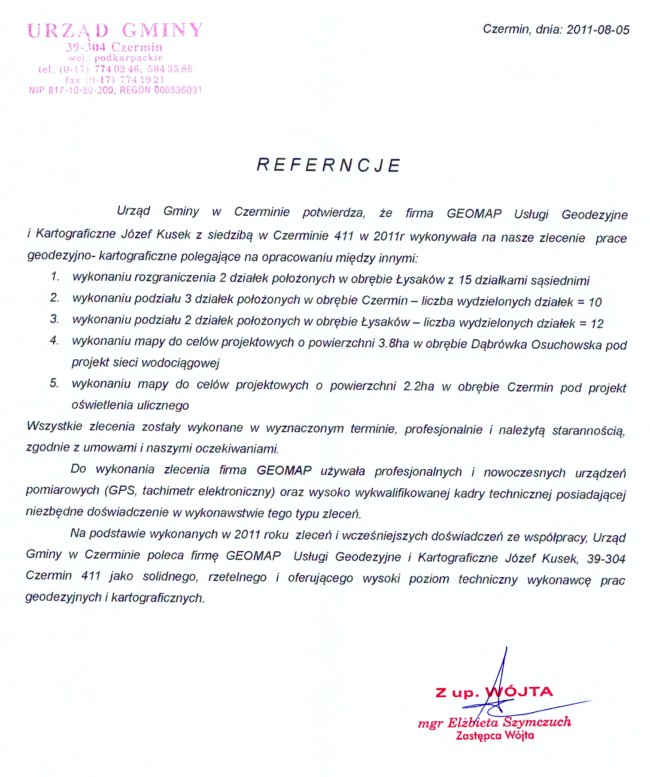 URZĄD GMINY
39-304 Czermin
woj. podkarpackie
tel. (0-17) 774 02 46, 584 35 85
fax (0-17) 774 19 21
NIP 817-10-80-300, REGON 000536031
Czermin, dnia: 2011-08-05
REFERNCJE
Urząd Gminy w Czerminie potwierdza, że firma GEOMAP Usługi Geodezyjne
i Kartograficzne Józef Kusek z siedzibą w Czerminie 411 w 2011r wykonywała na nasze zlecenie prace
geodezyjno- kartograficzne polegające na opracowaniu między innymi:
1. wykonaniu rozgraniczenia 2 działek położonych w obrębie Łysaków z 15 działkami sąsiednimi
2. wykonaniu podziału 3 działek położonych w obrębie Czermin – liczba wydzielonych działek = 10
3. wykonaniu podziału 2 działek położonych w obrębie Łysaków – liczba wydzielonych działek = 12
4. wykonaniu mapy do celów projektowych o powierzchni 3.8ha w obrębie Dąbrówka Osuchowska pod
projekt sieci wodociągowej
5. wykonaniu mapy do celów projektowych o powierzchni 2.2ha w obrębie Czermin pod projekt
oświetlenia ulicznego
Wszystkie zlecenia zostały wykonane w wyznaczonym terminie, profesjonalnie i należytą starannością,
zgodnie z umowami i naszymi oczekiwaniami.
Do wykonania zlecenia firma GEOMAP używała profesjonalnych i nowoczesnych urządzeń
pomiarowych (GPS, tachimetr elektroniczny) oraz wysoko wykwalifikowanej kadry technicznej posiadającej
niezbędne doświadczenie w wykonawstwie tego typu zleceń.
Na podstawie wykonanych w 2011 roku zleceń i wcześniejszych doświadczeń ze współpracy, Urząd
Gminy w Czerminie poleca firmę GEOMAP Usługi Geodezyjne i Kartograficzne Józef Kusek, 39-304
Czermin 411 jako solidnego, rzetelnego i oferującego wysoki poziom techniczny wykonawcę prac
geodezyjnych i kartograficznych.
Z up. WÓJTA
mgr Elżbieta Szymczuch
Zastępca Wójta